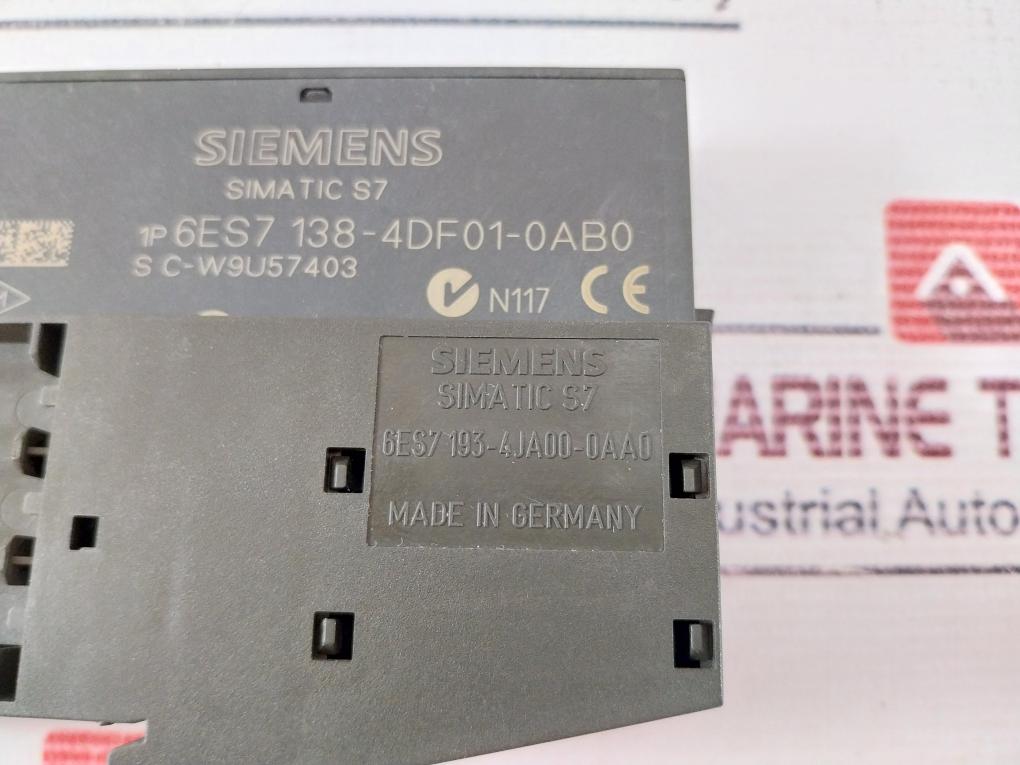 SIEMENS
SIMATIC S7
1P 6ES7 138-4DF01-0AB0
S C-W9U57403
N117 CE
SIEMENS
SIMATIC S7
6ES7 193-4JA00-0AA0
MADE IN GERMANY
ARINE T
ustrial Auto